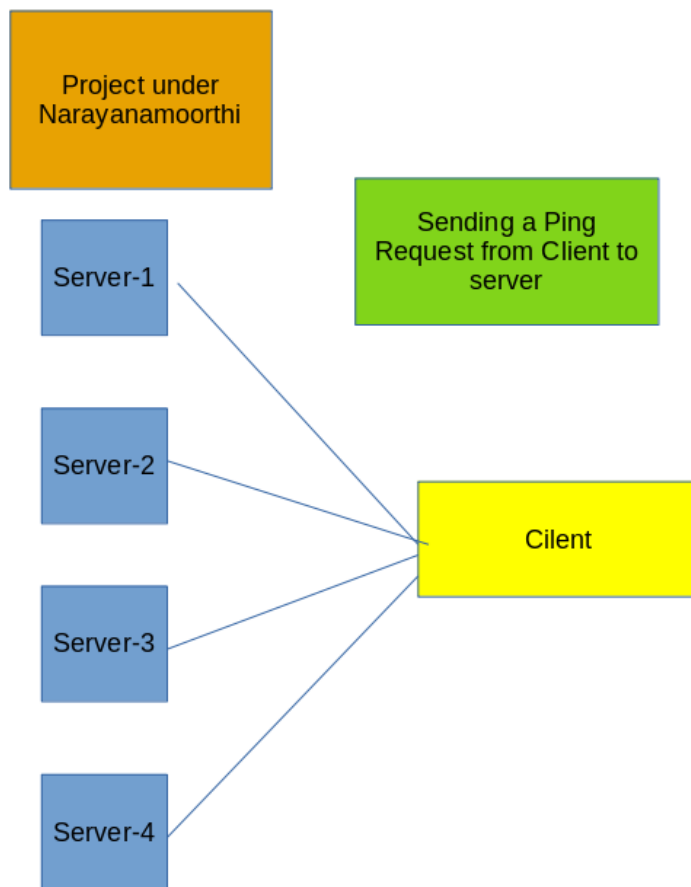 Project under
Narayanamoorthi
Sending a Ping
Request from Client to
server
Server-1
Server-2
Cilent
Server-3
Server-4